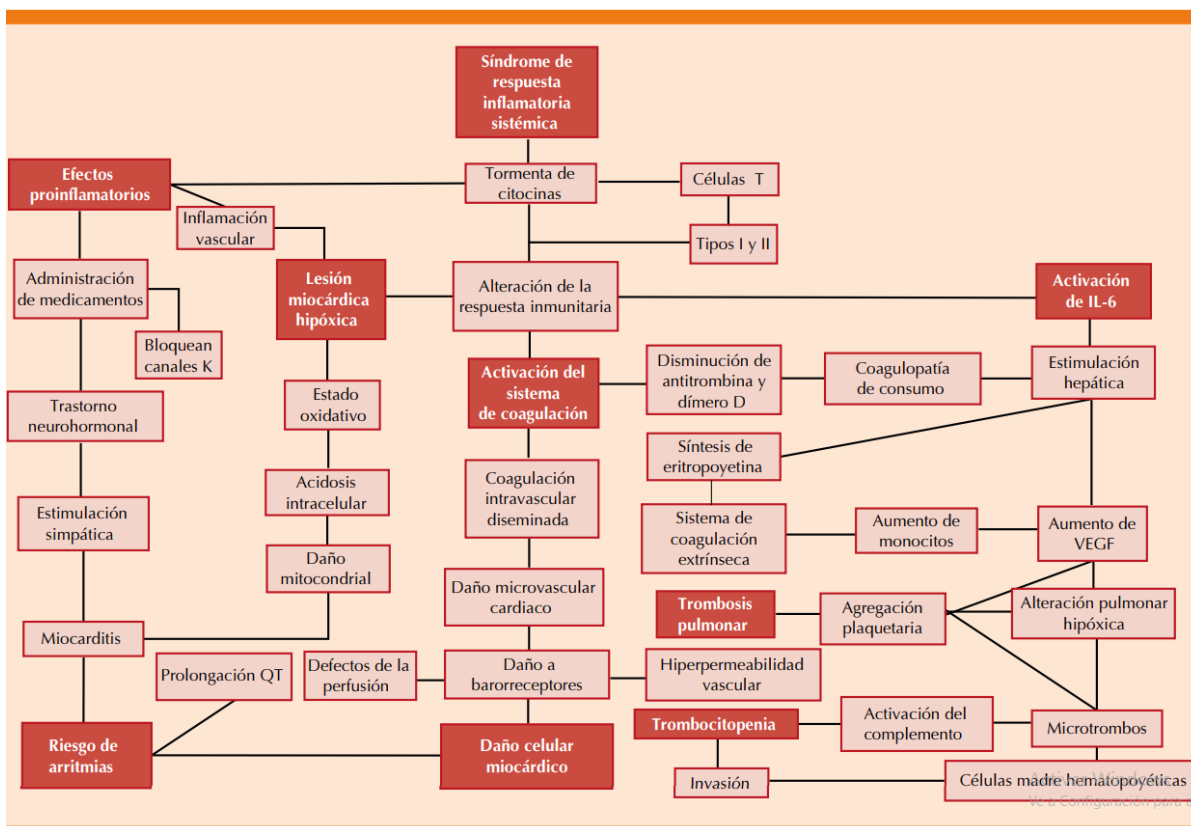 Síndrome de
respuesta
inflamatoria
sistémica
Efectos
proinflamatorios
Tormenta de
citocinas
Células T
Inflamación
vascular
Tipos I y II
Administración
de medicamentos
Lesión
miocárdica
hipóxica
Alteración de la
respuesta inmunitaria
Activación
de IL-6
Bloquean
canales K
Activación del
sistema
de coagulación
Disminución de
antitrombina y
dímero D
Coagulopatía
de consumo
Estimulación
hepática
Trastorno
neurohormonal
Estado
oxidativo
Síntesis de
eritropoyetina
Acidosis
intracelular
Coagulación
intravascular
diseminada
Estimulación
simpática
Sistema de
coagulación
extrínseca
Aumento de
monocitos
Aumento de
VEGF
Daño
mitocondrial
Daño microvascular
cardiaco
Trombosis
pulmonar
Agregación
plaquetaria
Alteración pulmonar
hipóxica
Miocarditis
Prolongación QT
Defectos de la
perfusión
Daño a
barorreceptores
Hiperpermeabilidad
vascular
Trombocitopenia
Activación del
complemento
Microtrombos
Riesgo de
arritmias
Daño celular
miocárdico
Invasión
Células madre hematopoyéticas
Activar Windows
Ve a Configuración para a